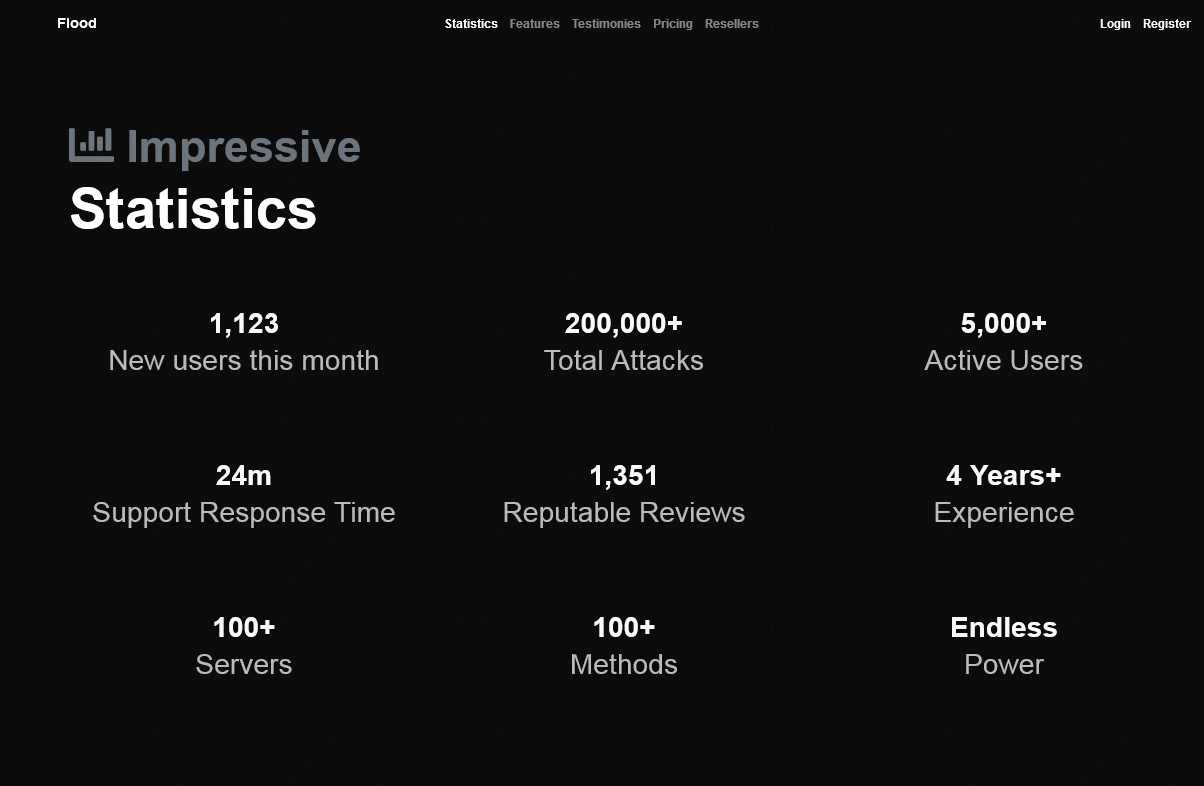 Flood
Statistics Features Testimonies Pricing Resellers
Login Register
Impressive
Statistics
1,123
New users this month
200,000+
Total Attacks
5,000+
Active Users
24m
Support Response Time
1,351
Reputable Reviews
4 Years+
Experience
100+
Servers
100+
Methods
Endless
Power